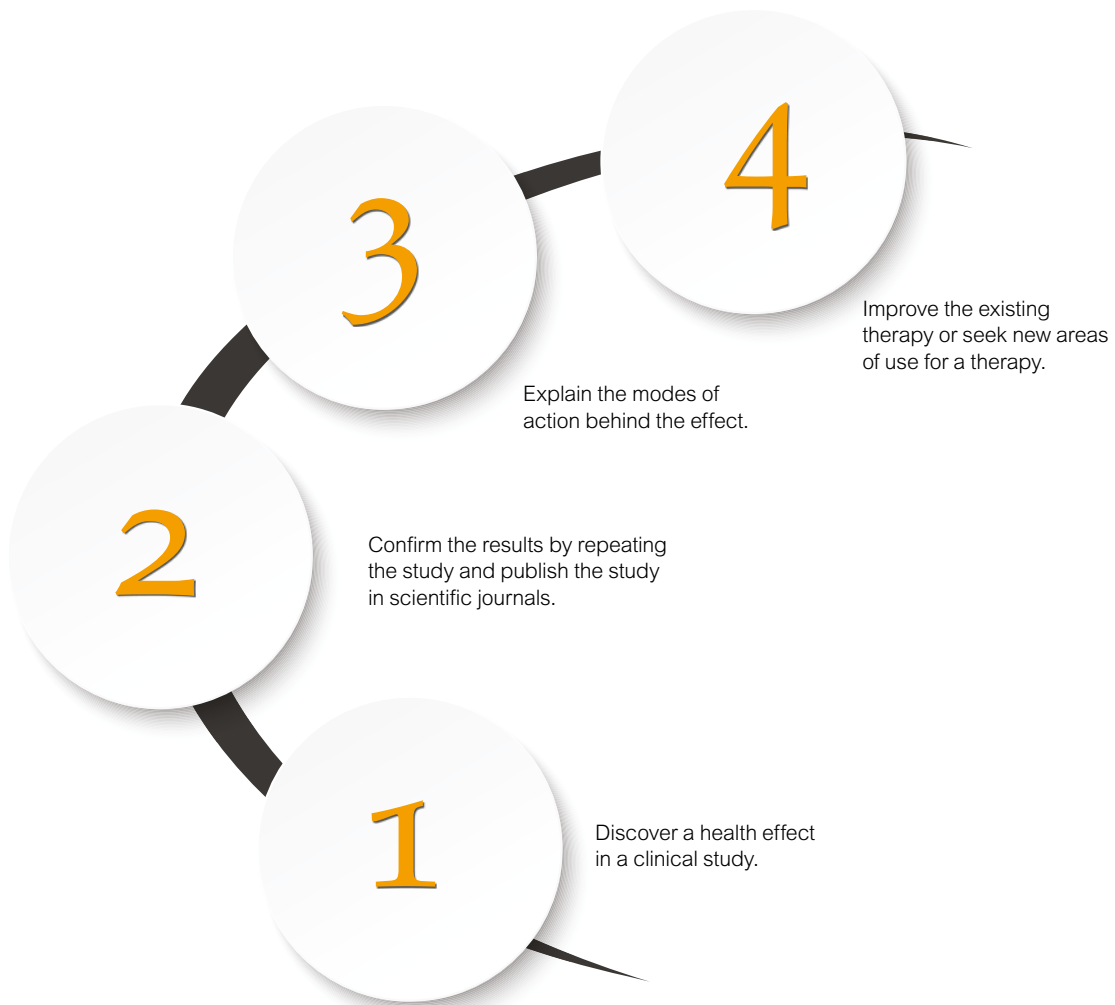 4
Improve the existing
therapy or seek new areas
of use for a therapy.
3
Explain the modes of
action behind the effect.
2
Confirm the results by repeating
the study and publish the study
in scientific journals.
1
Discover a health effect
in a clinical study.